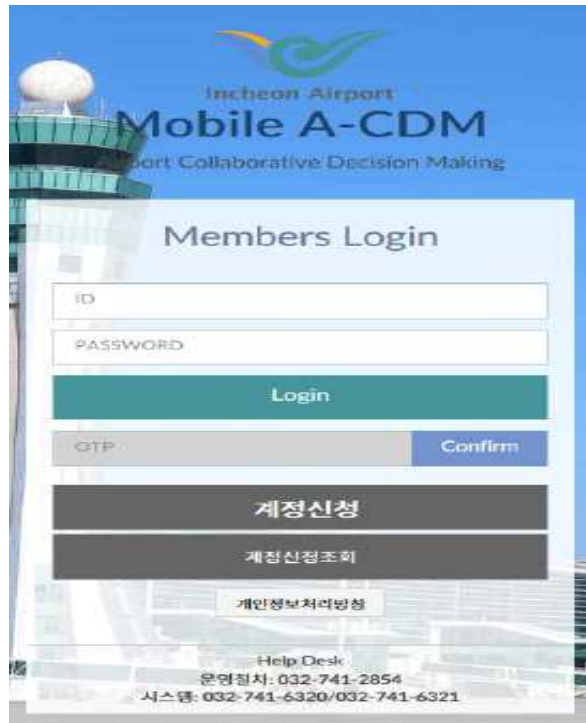 Incheon Airport
Mobile A-CDM
Airport Collaborative Decision Making
Members Login
ID
PASSWORD
Login
OTP
Confirm
계정신청
계정신청조회
개인정보처리방침
Help Desk
운영절차: 032-741-2854
시스템: 032-741-6320/032-741-6321